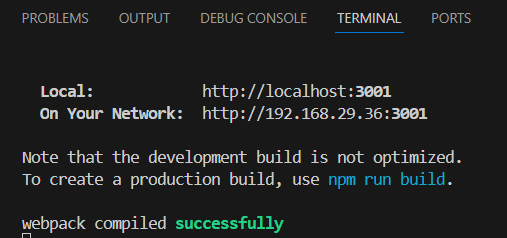 PROBLEMS OUTPUT DEBUG CONSOLE TERMINAL PORTS
Local: http://localhost:3001
On Your Network: http://192.168.29.36:3001
Note that the development build is not optimized.
To create a production build, use npm run build.
webpack compiled successfully